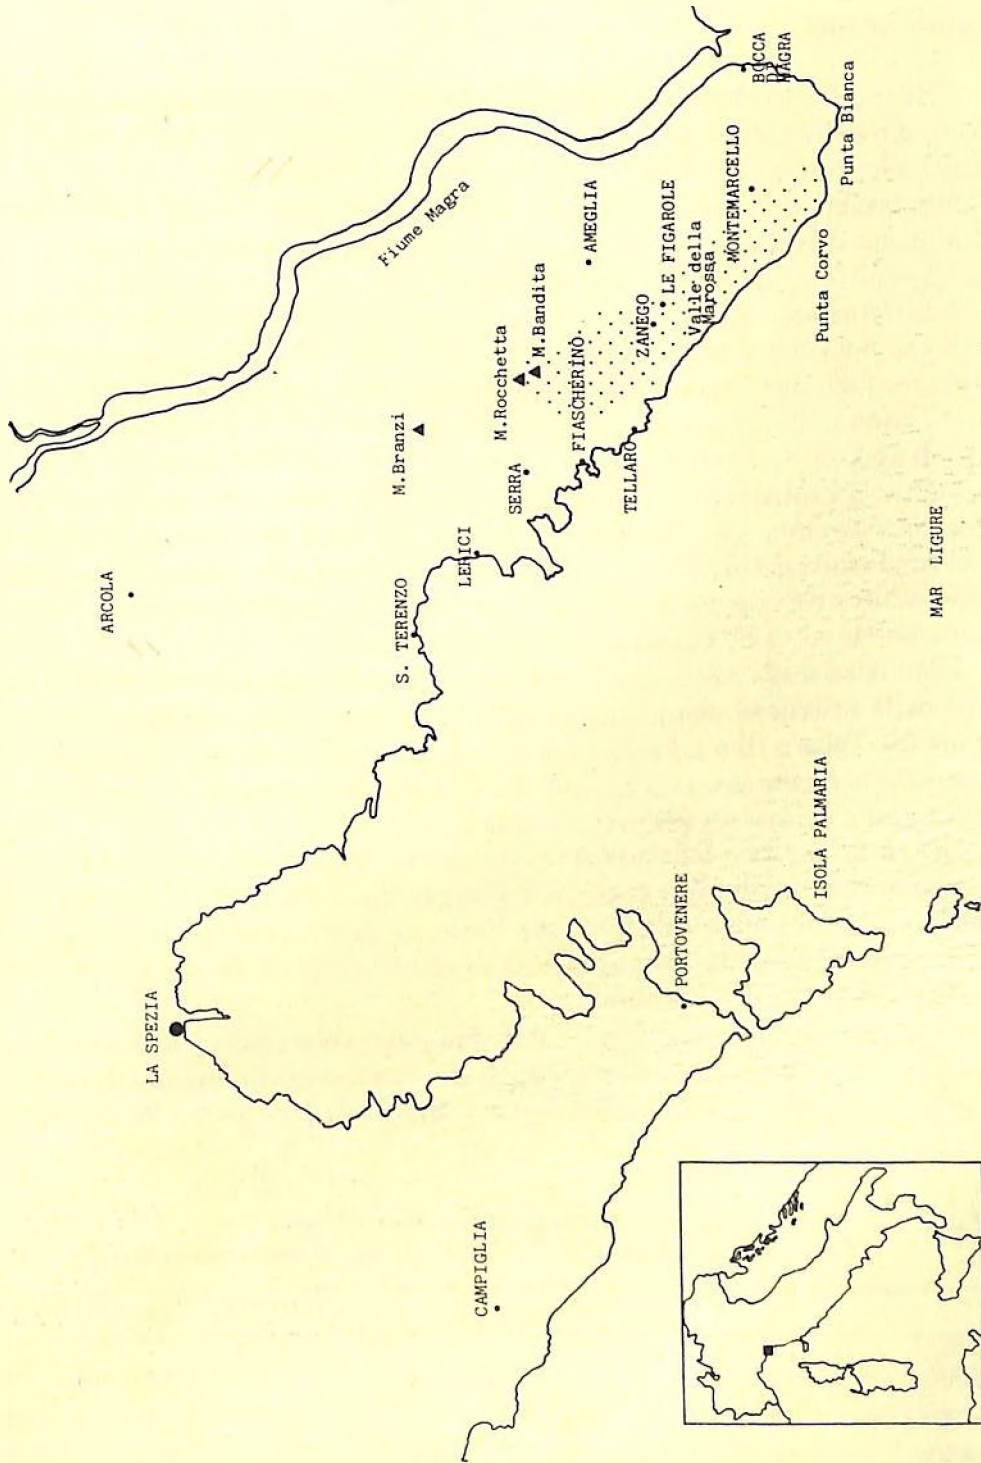 ARCOLA
LA SPEZIA
Fiume Magra
M.Branzi
S. TERENZO
LERICI
SERRA
M.Rocchetta
M.Bandita
AMEGLIA
FIASCHERINO
TELLARO
ZANEGO
LE FIGAROLE
Valle della
Marossa
MONTEMARCELLO
BOCCA
DI
MAGRA
Punta Bianca
Punta Corvo
CAMPIGLIA
PORTOVENERE
ISOLA PALMARIA
MAR LIGURE